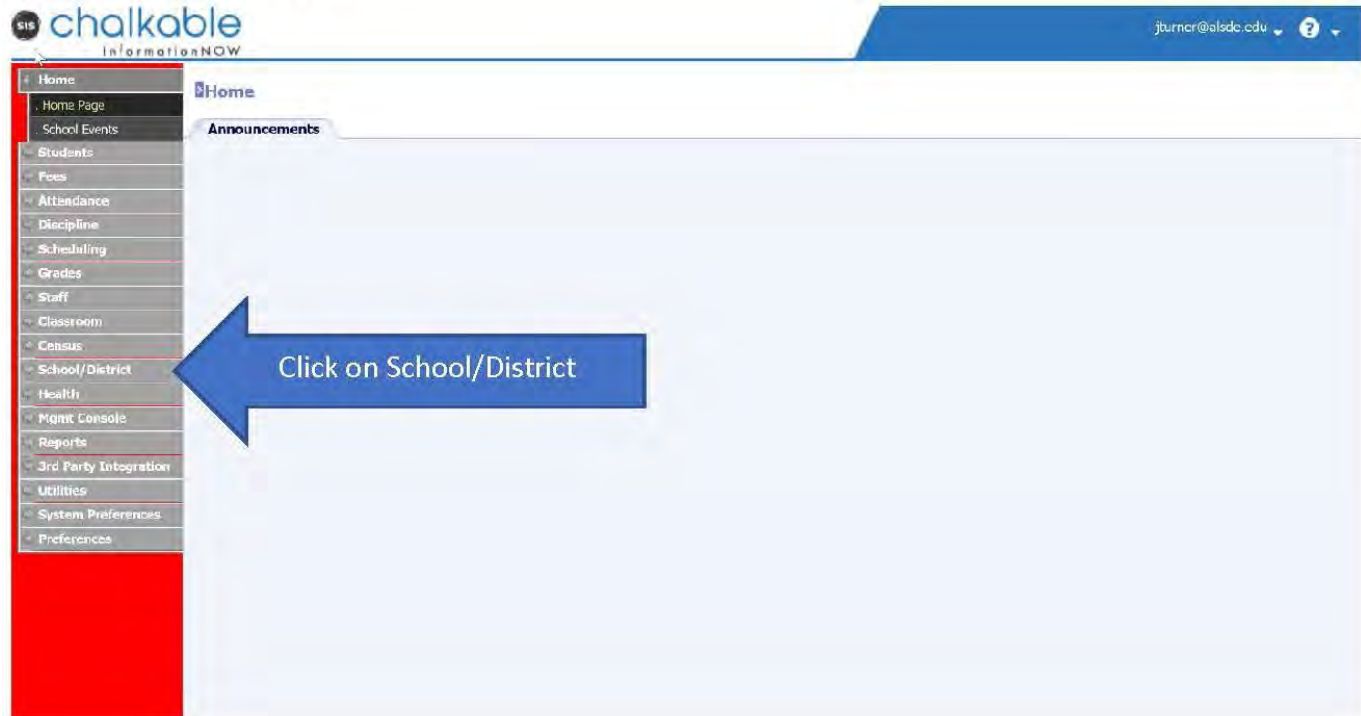 SIS chalkable
InformationNOW
jturner@alsde.edu ?
Home
Home Page
School Events
Students
Fees
Attendance
Discipline
Scheduling
Grades
Staff
Classroom
Census
School/District
Health
Mgmt Console
Reports
3rd Party Integration
Utilities
System Preferences
Preferences
Home
Announcements
Click on School/District